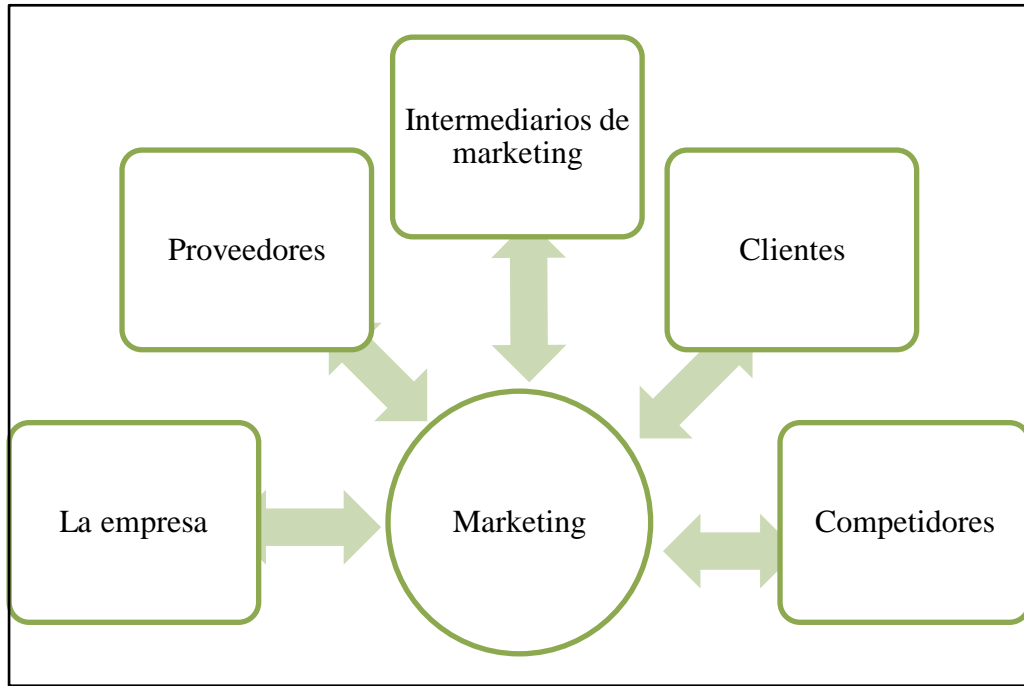 Intermediarios de
marketing
Proveedores
Clientes
La empresa
Marketing
Competidores